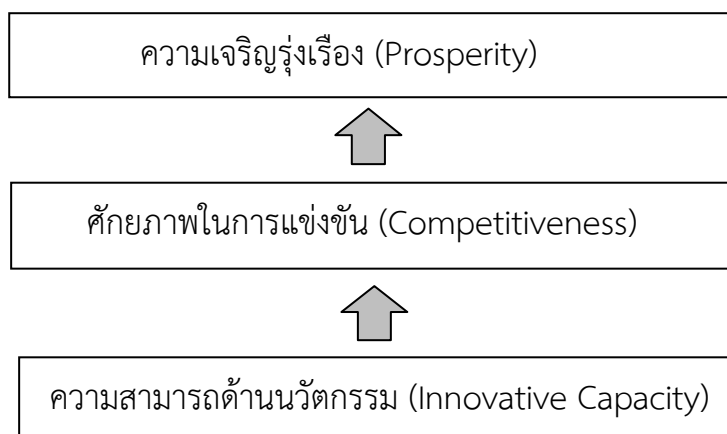 ความเจริญรุ่งเรือง (Prosperity)
ศักยภาพในการแข่งขัน (Competitiveness)
ความสามารถด้านนวัตกรรม (Innovative Capacity)